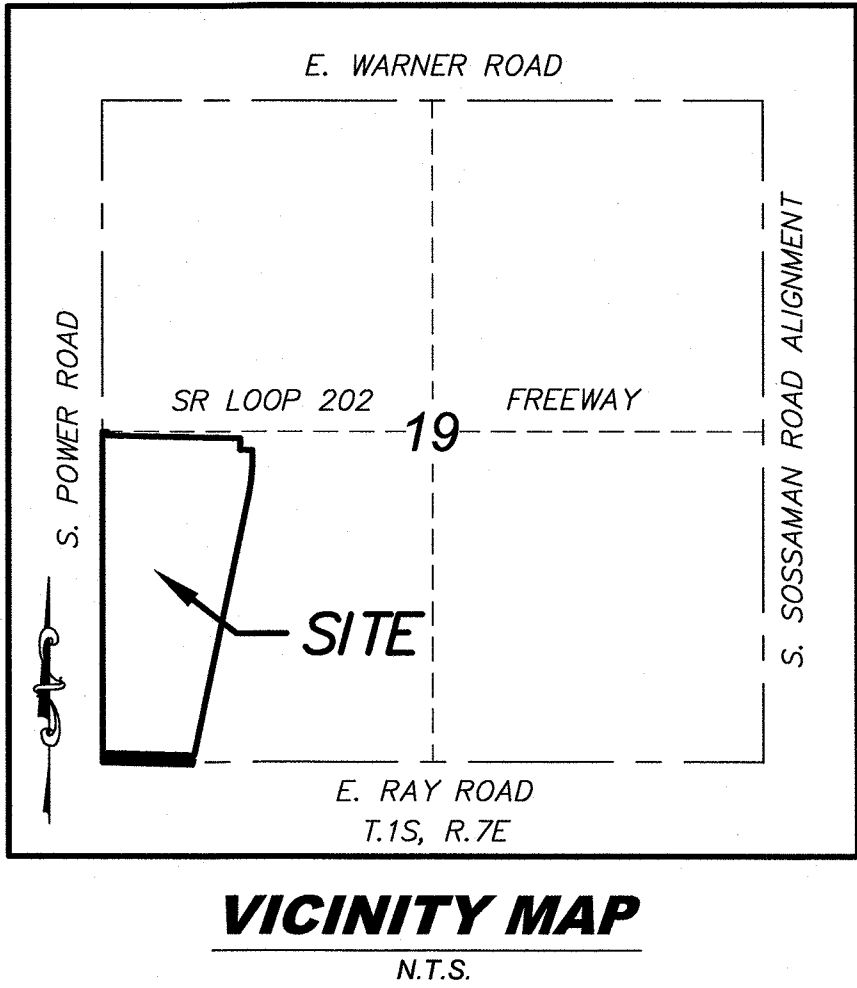 E. WARNER ROAD
S. SOSSAMAN ROAD ALIGNMENT
S. POWER ROAD
SR LOOP 202 FREEWAY
19
SITE
E. RAY ROAD
T.1S, R.7E
VICINITY MAP
N.T.S.